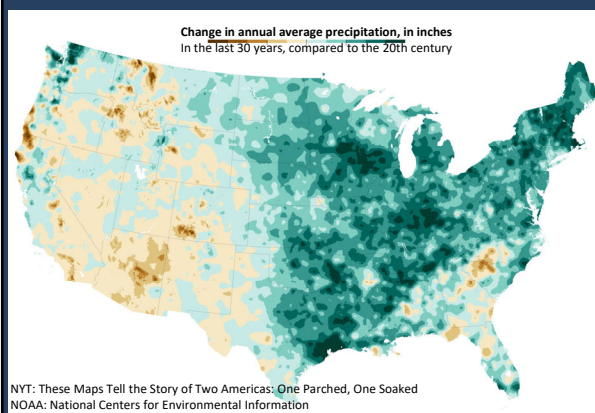 Change in annual average precipitation, in inches
In the last 30 years, compared to the 20th century
NYT: These Maps Tell the Story of Two Americas: One Parched, One Soaked
NOAA: National Centers for Environmental Information